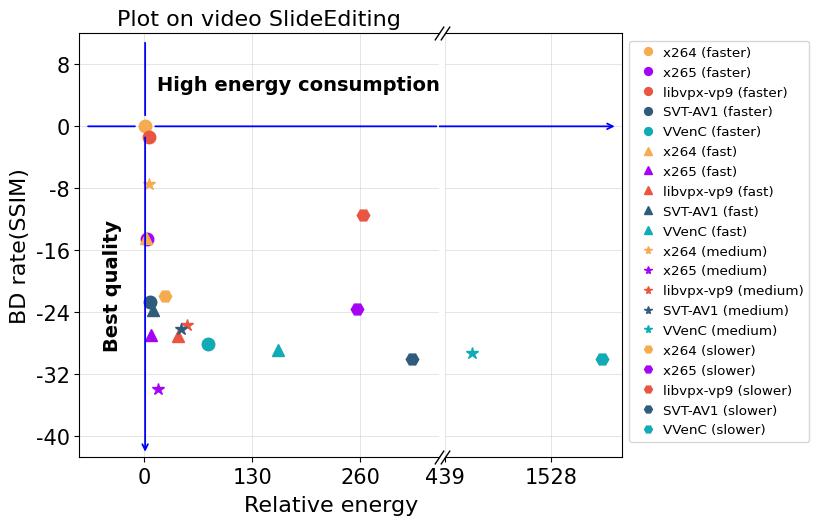 Plot on video SlideEditing
High energy consumption
Best quality
BD rate(SSIM)
8
0
-8
-16
-24
-32
-40
0
130
260
439
1528
Relative energy
x264 (faster)
x265 (faster)
libvpx-vp9 (faster)
SVT-AV1 (faster)
VVenC (faster)
x264 (fast)
x265 (fast)
libvpx-vp9 (fast)
SVT-AV1 (fast)
VVenC (fast)
x264 (medium)
x265 (medium)
libvpx-vp9 (medium)
SVT-AV1 (medium)
VVenC (medium)
x264 (slower)
x265 (slower)
libvpx-vp9 (slower)
SVT-AV1 (slower)
VVenC (slower)